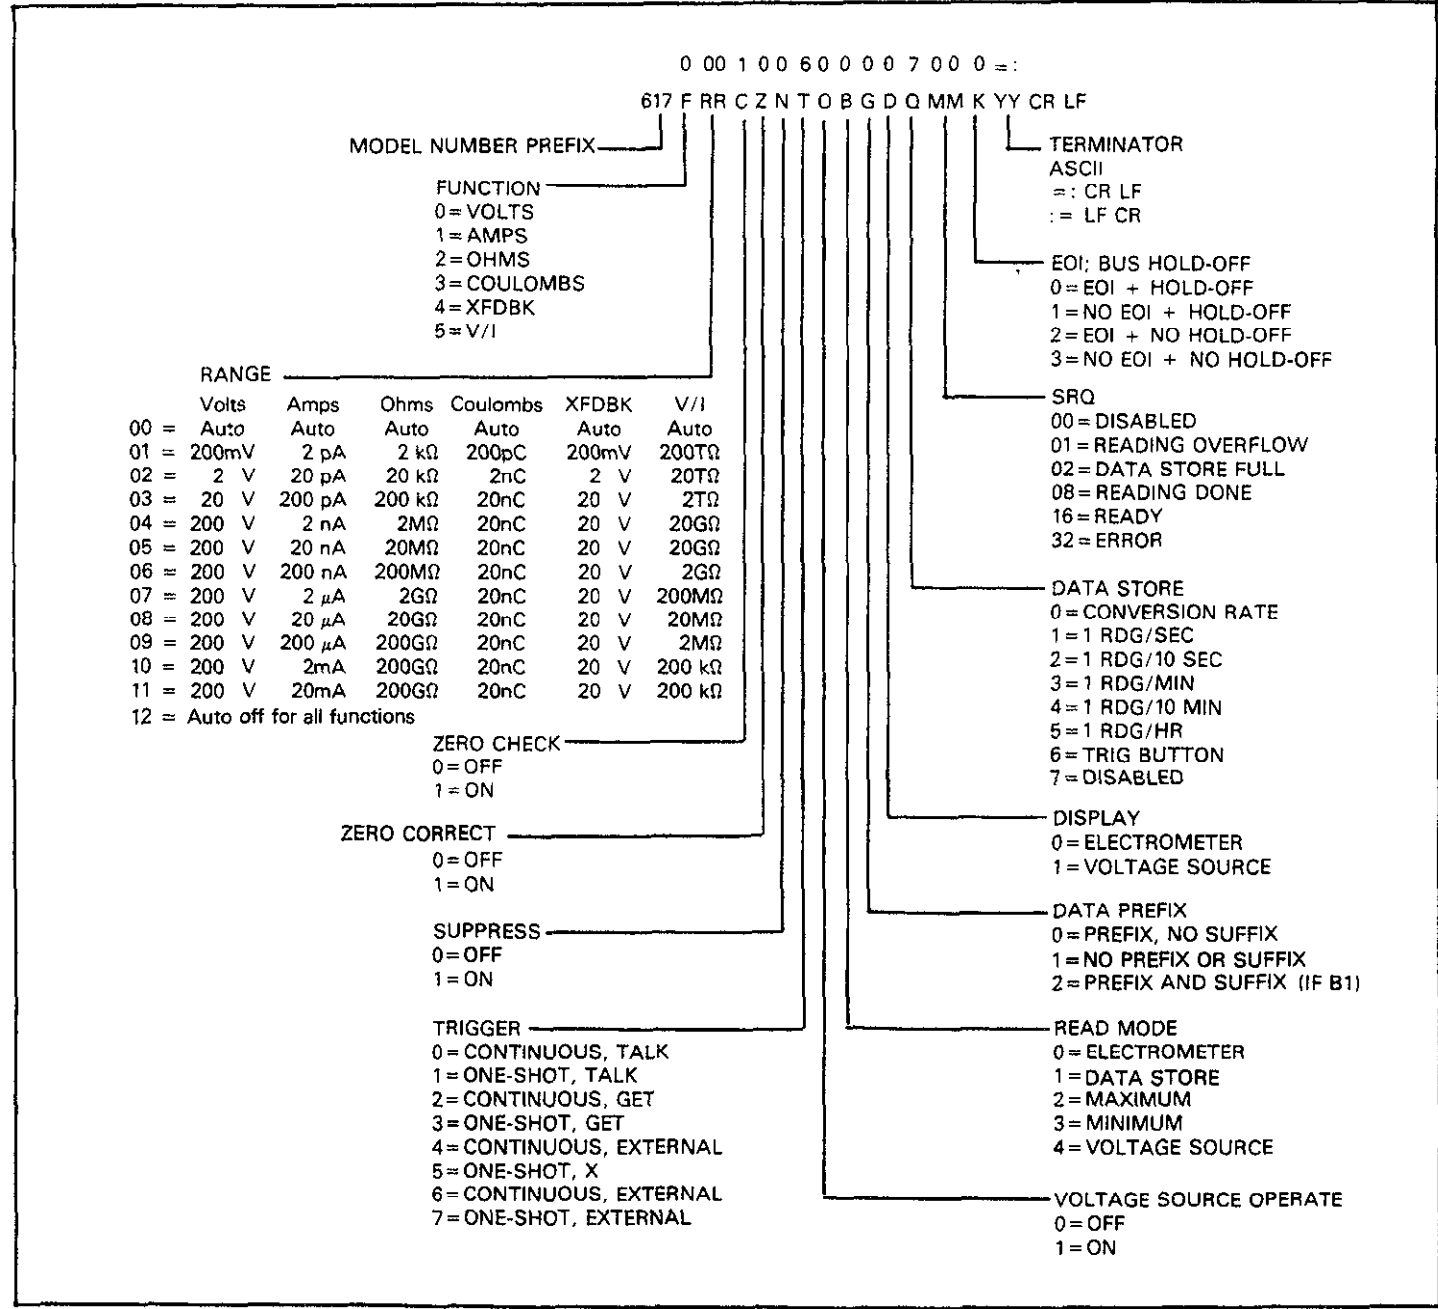 0 00 1 0 0 6 0 0 0 0 7 0 0 0 =:
617 F RR C Z N T O B G D Q MM K YY CR LF
MODEL NUMBER PREFIX
FUNCTION
0=VOLTS
1=AMPS
2=OHMS
3=COULOMBS
4=XFDBK
5=V/I
RANGE
Volts Amps Ohms Coulombs XFDBK V/I
00 = Auto Auto Auto Auto Auto Auto
01 = 200mV 2 pA 2 kΩ 200pC 200mV 200TΩ
02 = 2 V 20 pA 20 kΩ 2nC 2 V 20TΩ
03 = 20 V 200 pA 200 kΩ 20nC 20 V 2TΩ
04 = 200 V 2 nA 2MΩ 20nC 20 V 20GΩ
05 = 200 V 20 nA 20MΩ 20nC 20 V 20GΩ
06 = 200 V 200 nA 200MΩ 20nC 20 V 2GΩ
07 = 200 V 2 μA 2GΩ 20nC 20 V 200MΩ
08 = 200 V 20 μA 20GΩ 20nC 20 V 20MΩ
09 = 200 V 200 μA 200GΩ 20nC 20 V 2MΩ
10 = 200 V 2mA 200GΩ 20nC 20 V 200 kΩ
11 = 200 V 20mA 200GΩ 20nC 20 V 200 kΩ
12 = Auto off for all functions
ZERO CHECK
0=OFF
1=ON
ZERO CORRECT
0=OFF
1=ON
SUPPRESS
0=OFF
1=ON
TRIGGER
0=CONTINUOUS, TALK
1=ONE-SHOT, TALK
2=CONTINUOUS, GET
3=ONE-SHOT, GET
4=CONTINUOUS, EXTERNAL
5=ONE-SHOT, X
6=CONTINUOUS, EXTERNAL
7=ONE-SHOT, EXTERNAL
TERMINATOR
ASCII
=: CR LF
:= LF CR
EOI; BUS HOLD-OFF
0=EOI + HOLD-OFF
1=NO EOI + HOLD-OFF
2=EOI + NO HOLD-OFF
3=NO EOI + NO HOLD-OFF
SRQ
00=DISABLED
01=READING OVERFLOW
02=DATA STORE FULL
08=READING DONE
16=READY
32=ERROR
DATA STORE
0=CONVERSION RATE
1=1 RDG/SEC
2=1 RDG/10 SEC
3=1 RDG/MIN
4=1 RDG/10 MIN
5=1 RDG/HR
6=TRIG BUTTON
7=DISABLED
DISPLAY
0=ELECTROMETER
1=VOLTAGE SOURCE
DATA PREFIX
0=PREFIX, NO SUFFIX
1=NO PREFIX OR SUFFIX
2=PREFIX AND SUFFIX (IF B1)
READ MODE
0=ELECTROMETER
1=DATA STORE
2=MAXIMUM
3=MINIMUM
4=VOLTAGE SOURCE
VOLTAGE SOURCE OPERATE
0=OFF
1=ON